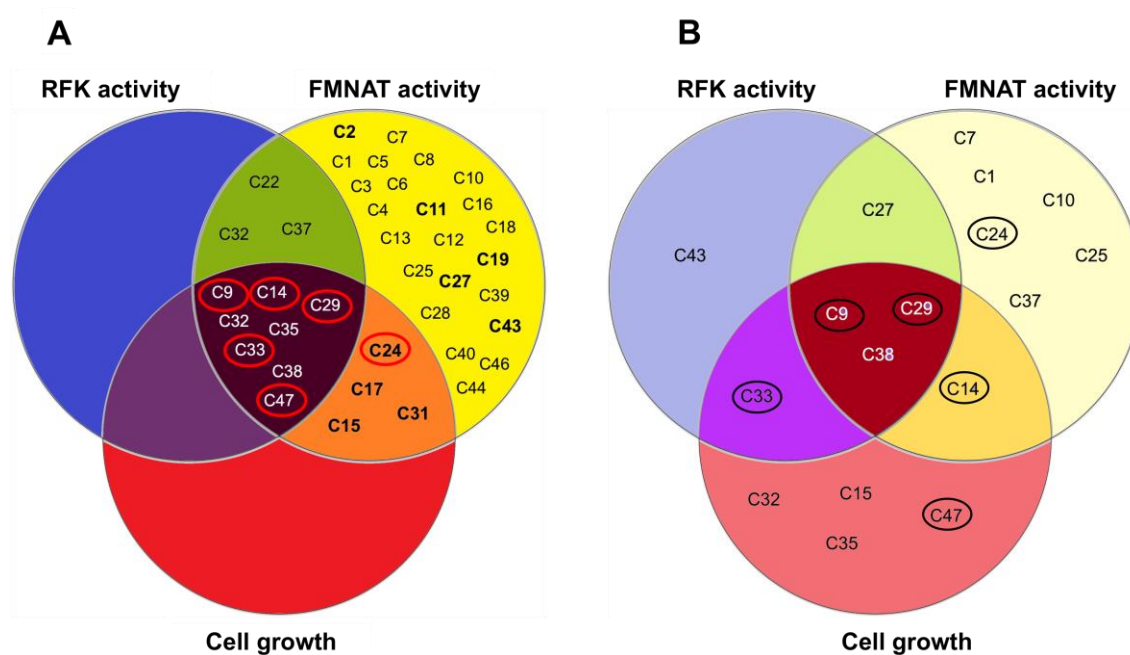 A
RFK activity
FMNAT activity
C2
C7
C1
C5
C8
C3
C6
C10
C4
C11
C16
C18
C13
C12
C19
C25
C27
C39
C28
C43
C40
C46
C44
C22
C32
C37
C9
C14
C29
C32
C35
C33
C38
C47
C24
C17
C31
C15
Cell growth
B
RFK activity
FMNAT activity
C7
C1
C10
C24
C25
C37
C27
C43
C9
C29
C38
C33
C14
C32
C15
C47
C35
Cell growth